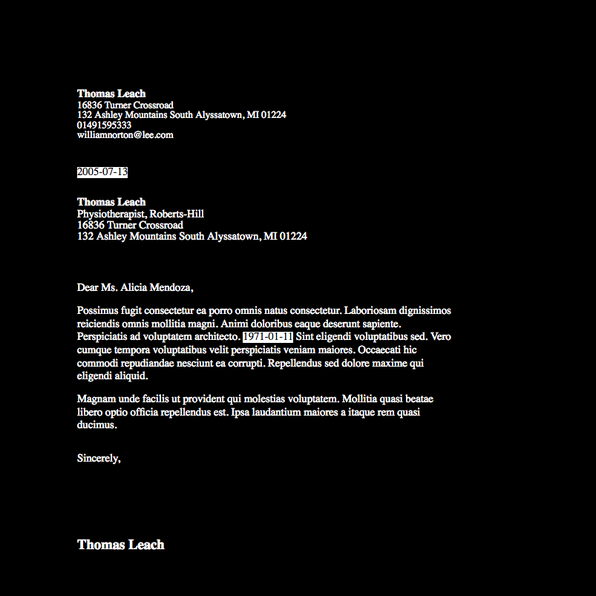 Thomas Leach
16836 Turner Crossroad
132 Ashley Mountains South Alyssatown, MI 01224
01491595333
williamnorton@lee.com
2005-07-13
Thomas Leach
Physiotherapist, Roberts-Hill
16836 Turner Crossroad
132 Ashley Mountains South Alyssatown, MI 01224
Dear Ms. Alicia Mendoza,
Possimus fugit consectetur ea porro omnis natus consectetur. Laboriosam dignissimos
reiciendis omnis mollitia magni. Animi doloribus eaque deserunt sapiente.
Perspiciatis ad voluptatem architecto. 1971-01-11 Sint eligendi voluptatibus sed. Vero
cumque tempora voluptatibus velit perspiciatis veniam maiores. Occaecati hic
commodi repudiandae nesciunt ea corrupti. Repellendus sed dolore maxime qui
eligendi aliquid.
Magnam unde facilis ut provident qui molestias voluptatem. Mollitia quasi beatae
libero optio officia repellendus est. Ipsa laudantium maiores a itaque rem quasi
ducimus.
Sincerely,
Thomas Leach